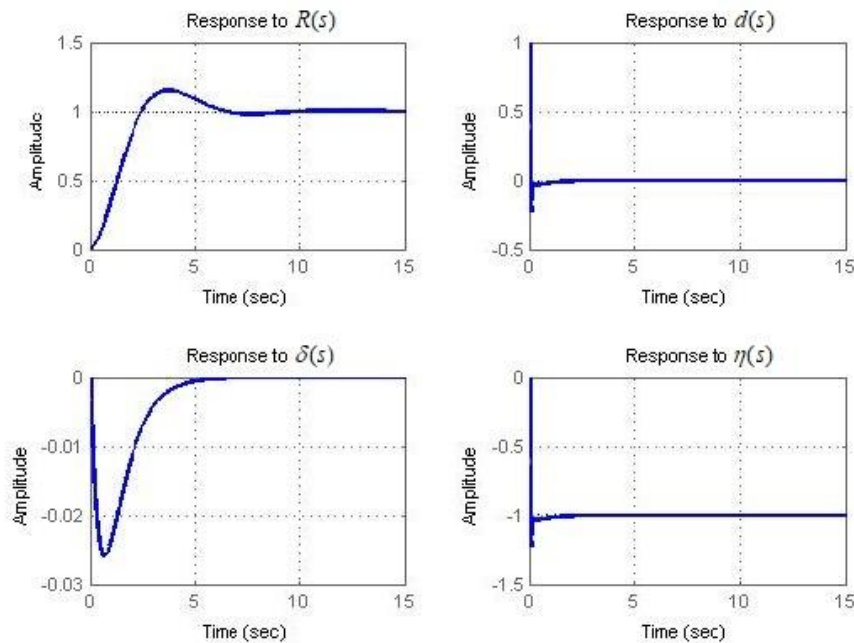 Response to R(s)
1.5
1
0.5
0
Amplitude
0
5
10
15
Time (sec)
Response to d(s)
1
0.5
0
-0.5
Amplitude
0
5
10
15
Time (sec)
Response to δ(s)
0
-0.01
-0.02
-0.03
Amplitude
0
5
10
15
Time (sec)
Response to η(s)
0
-0.5
-1
-1.5
Amplitude
0
5
10
15
Time (sec)